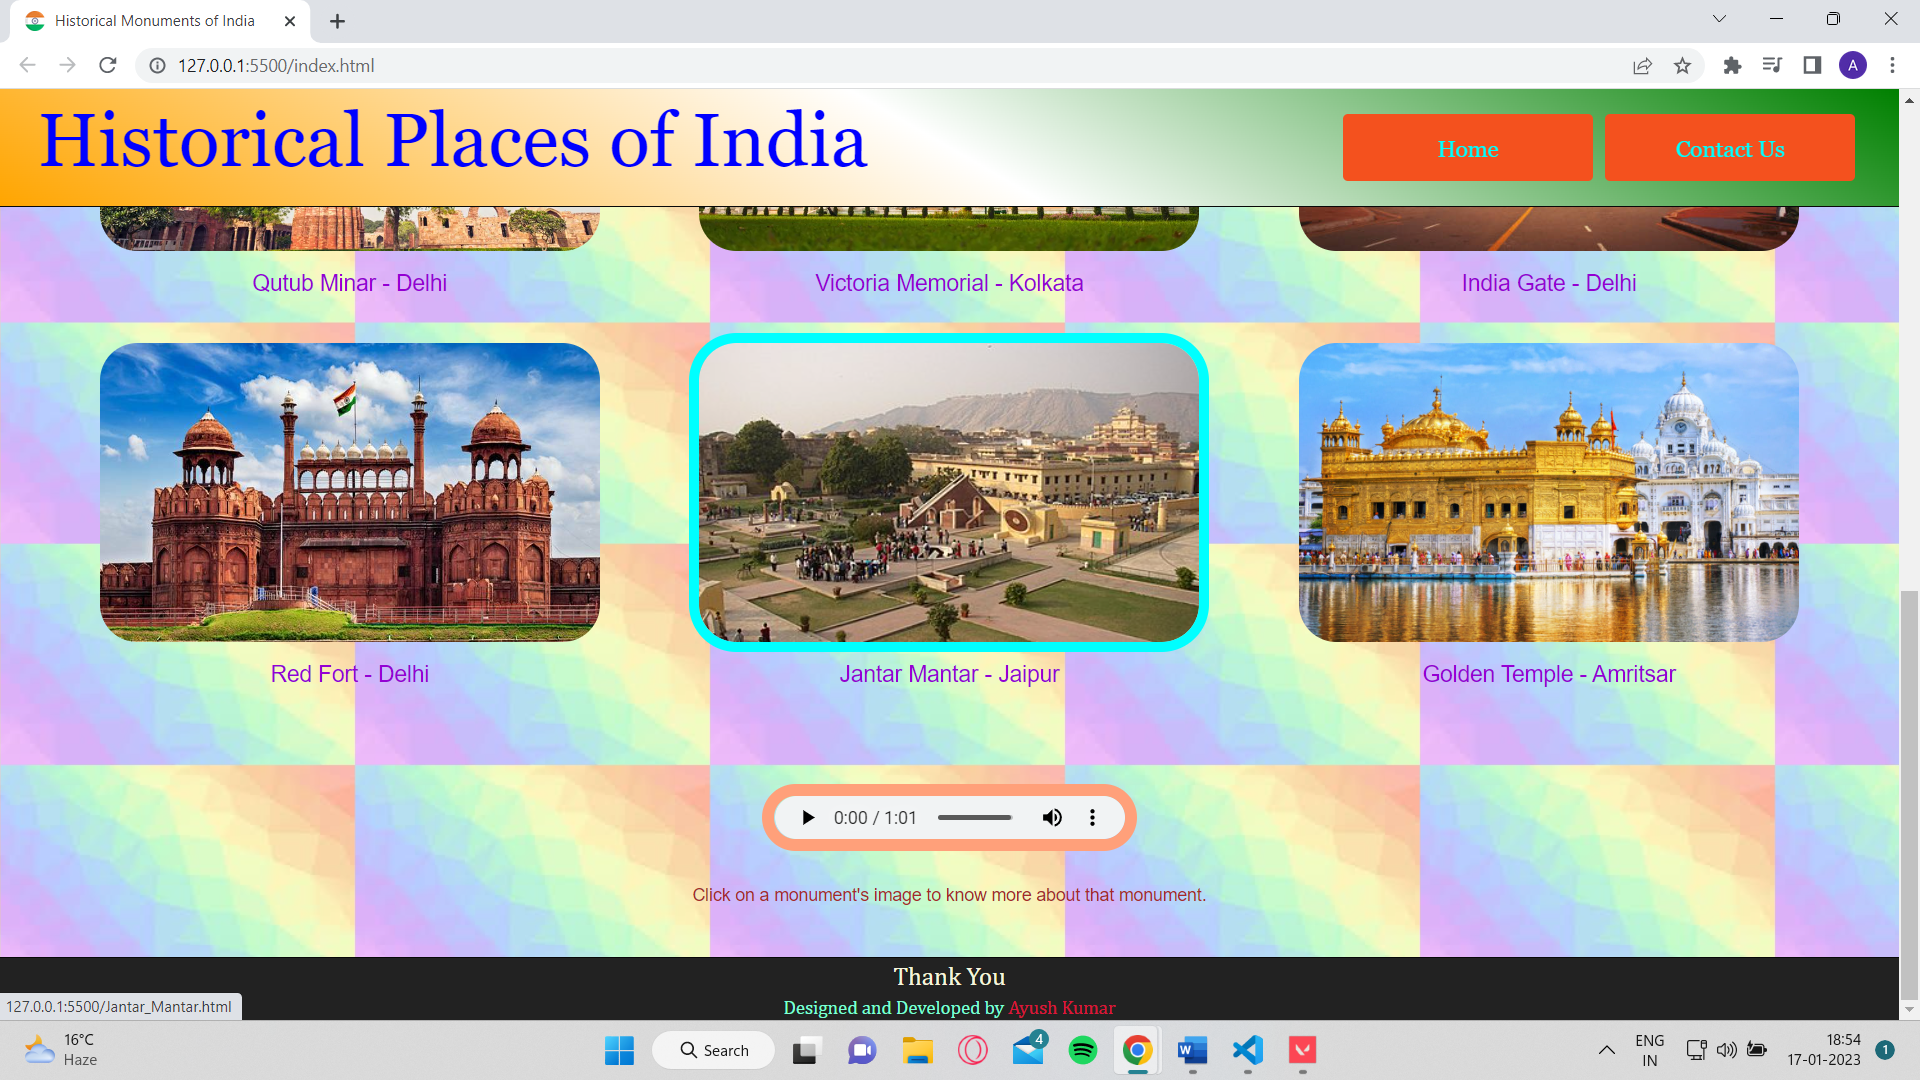 Historical Monuments of India
127.0.0.1:5500/index.html
A
Historical Places of India
Home
Contact Us
Qutub Minar - Delhi
Victoria Memorial - Kolkata
India Gate - Delhi
Red Fort - Delhi
Jantar Mantar - Jaipur
Golden Temple - Amritsar
0:00 / 1:01
Click on a monument's image to know more about that monument.
Thank You
Designed and Developed by Ayush Kumar
127.0.0.1:5500/Jantar_Mantar.html
16°C
Haze
Search
4
W
ENG
IN
18:54
17-01-2023
1